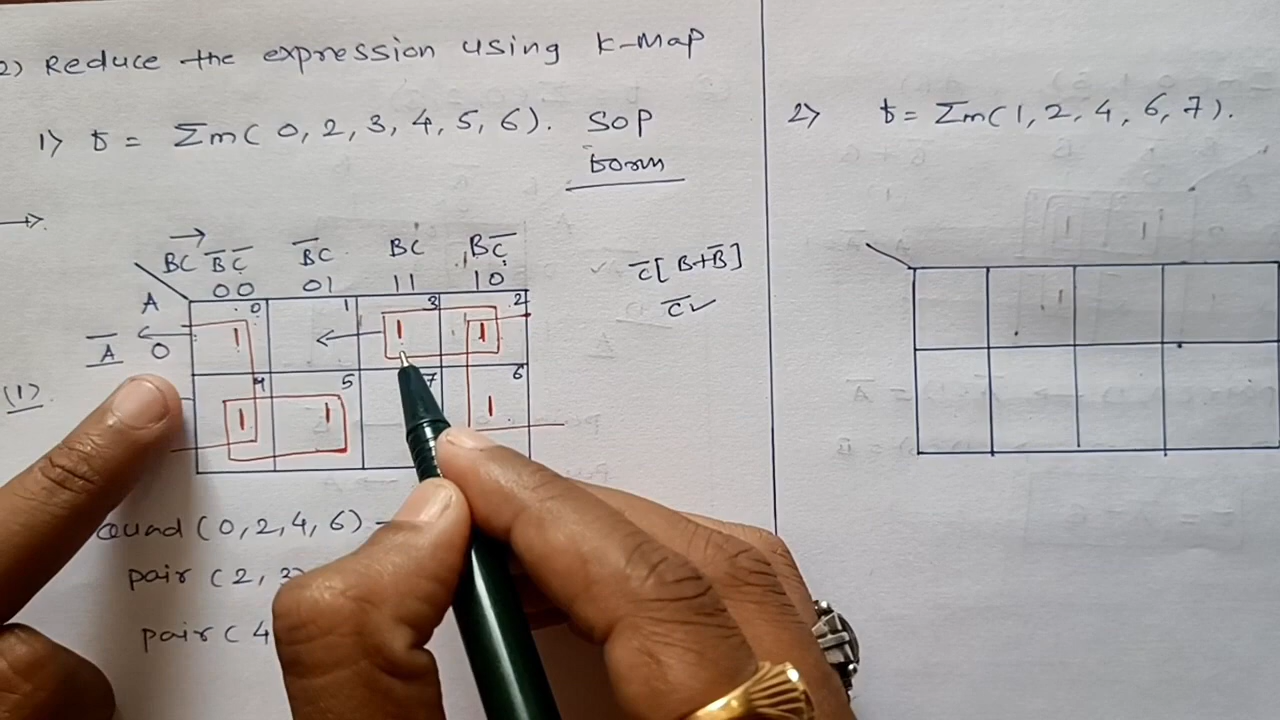 2) Reduce the expression using K-Map
1) f = Σm( 0, 2, 3, 4, 5, 6). SOP
form
→
BC B̅C̅ B̅C BC BC̅
00 01 11 10
A
A̅ 0
0 1 3 2
1 1 1
(1)
4 5 7 6
1 1 1
C̅[B+B̅]
C̅✓
Quad (0,2,4,6) -
pair (2, 3
pair ( 4
2) f = Σm(1, 2, 4, 6, 7).